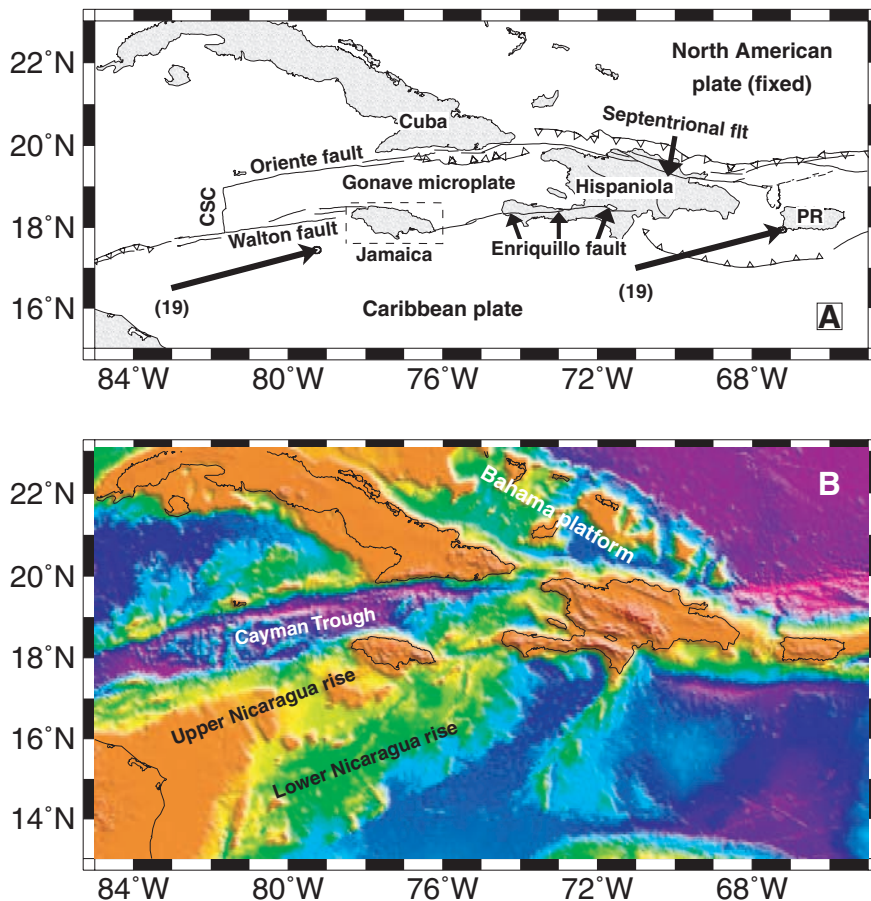 22°N
20°N
18°N
16°N
84°W
80°W
76°W
72°W
68°W
North American
plate (fixed)
Septentrional flt
Cuba
Oriente fault
Gonave microplate
Hispaniola
CSC
PR
Walton fault
Enriquillo fault
Jamaica
(19)
(19)
Caribbean plate
A
22°N
20°N
18°N
16°N
14°N
84°W
80°W
76°W
72°W
68°W
B
Bahama platform
Cayman Trough
Upper Nicaragua rise
Lower Nicaragua rise